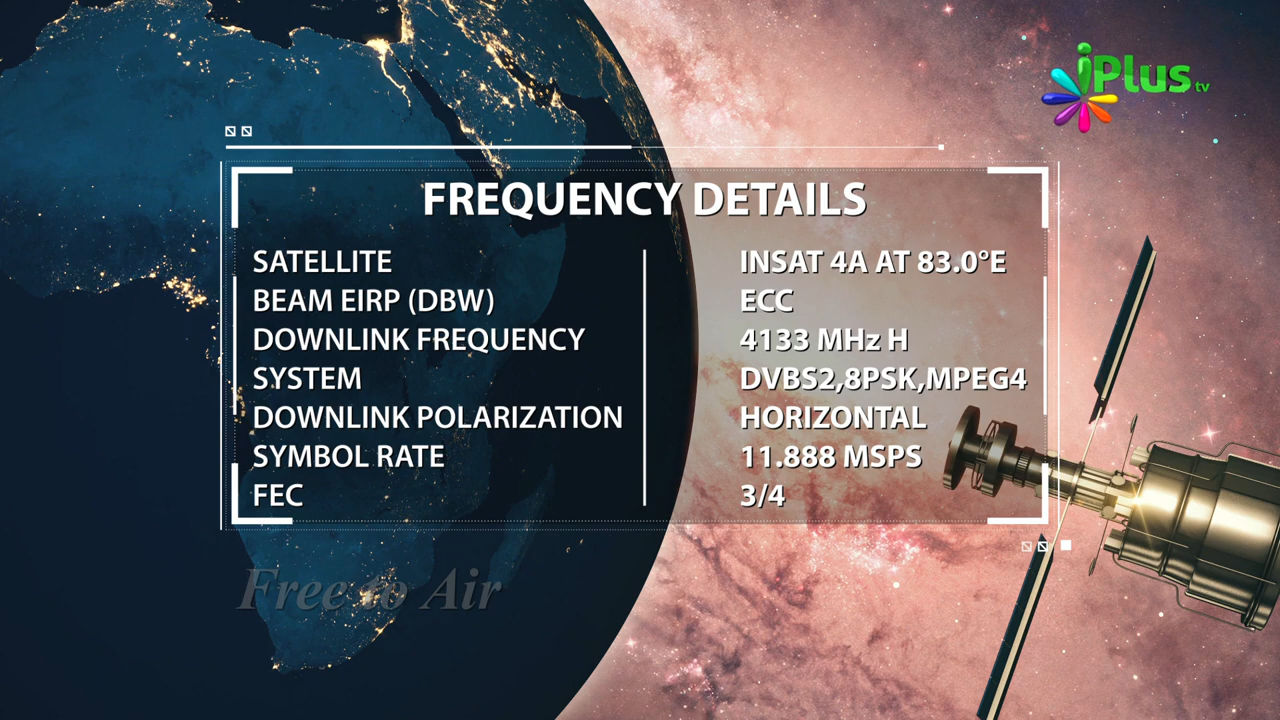 iPlus tv
FREQUENCY DETAILS
SATELLITE INSAT 4A AT 83.0°E
BEAM EIRP (DBW) ECC
DOWNLINK FREQUENCY 4133 MHz H
SYSTEM DVBS2,8PSK,MPEG4
DOWNLINK POLARIZATION HORIZONTAL
SYMBOL RATE 11.888 MSPS
FEC 3/4
Free to Air